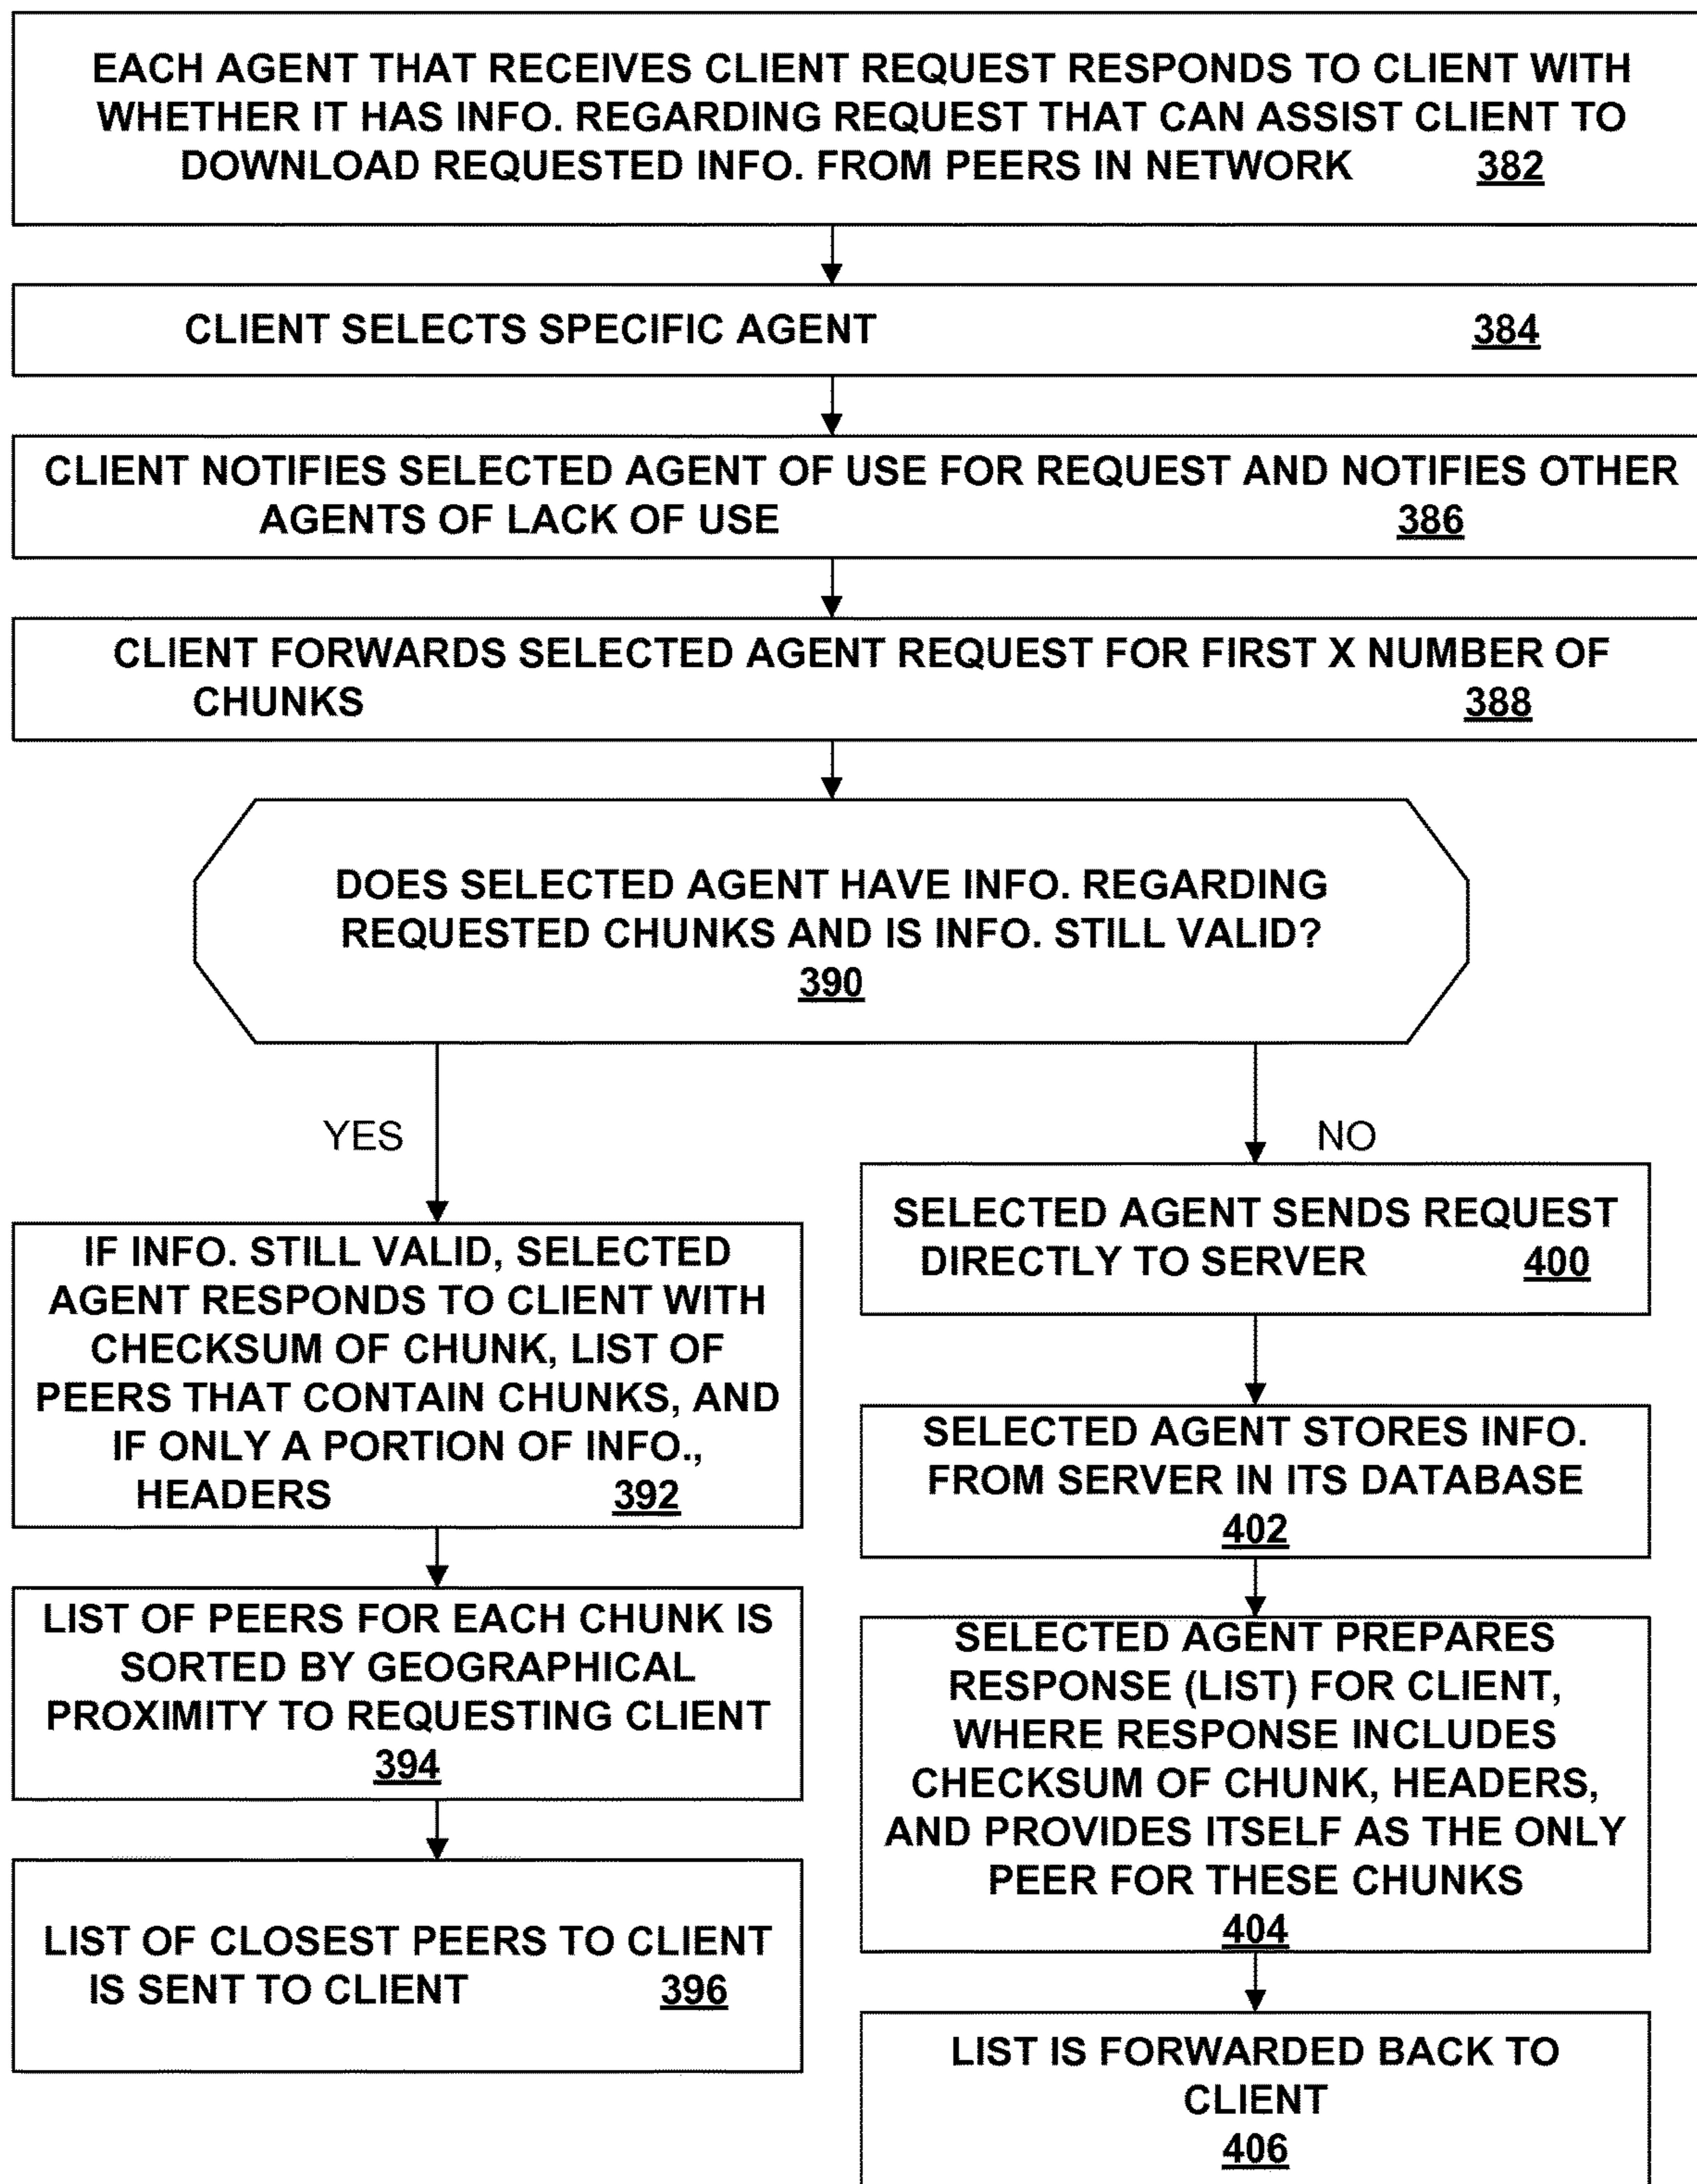 EACH AGENT THAT RECEIVES CLIENT REQUEST RESPONDS TO CLIENT WITH
WHETHER IT HAS INFO. REGARDING REQUEST THAT CAN ASSIST CLIENT TO
DOWNLOAD REQUESTED INFO. FROM PEERS IN NETWORK 382
CLIENT SELECTS SPECIFIC AGENT 384
CLIENT NOTIFIES SELECTED AGENT OF USE FOR REQUEST AND NOTIFIES OTHER
AGENTS OF LACK OF USE 386
CLIENT FORWARDS SELECTED AGENT REQUEST FOR FIRST X NUMBER OF
CHUNKS 388
DOES SELECTED AGENT HAVE INFO. REGARDING
REQUESTED CHUNKS AND IS INFO. STILL VALID?
390
YES
IF INFO. STILL VALID, SELECTED
AGENT RESPONDS TO CLIENT WITH
CHECKSUM OF CHUNK, LIST OF
PEERS THAT CONTAIN CHUNKS, AND
IF ONLY A PORTION OF INFO.,
HEADERS 392
LIST OF PEERS FOR EACH CHUNK IS
SORTED BY GEOGRAPHICAL
PROXIMITY TO REQUESTING CLIENT
394
LIST OF CLOSEST PEERS TO CLIENT
IS SENT TO CLIENT 396
NO
SELECTED AGENT SENDS REQUEST
DIRECTLY TO SERVER 400
SELECTED AGENT STORES INFO.
FROM SERVER IN ITS DATABASE
402
SELECTED AGENT PREPARES
RESPONSE (LIST) FOR CLIENT,
WHERE RESPONSE INCLUDES
CHECKSUM OF CHUNK, HEADERS,
AND PROVIDES ITSELF AS THE ONLY
PEER FOR THESE CHUNKS
404
LIST IS FORWARDED BACK TO
CLIENT
406